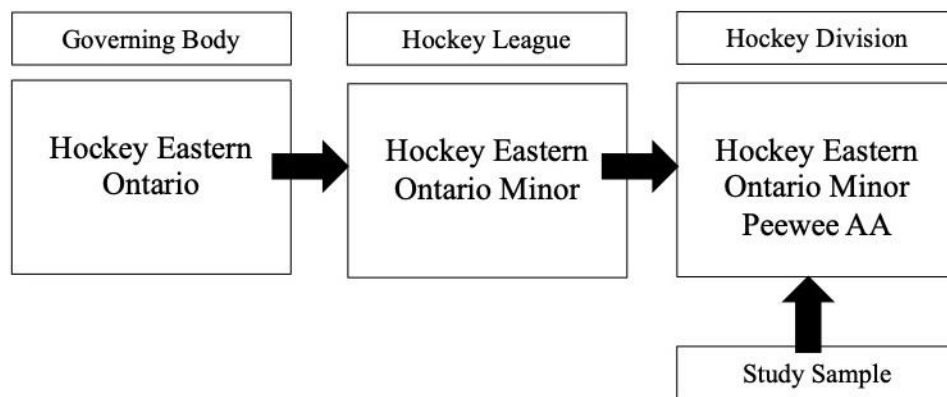 Governing Body
Hockey League
Hockey Division
Hockey Eastern
Ontario
Hockey Eastern
Ontario Minor
Hockey Eastern
Ontario Minor
Peewee AA
Study Sample